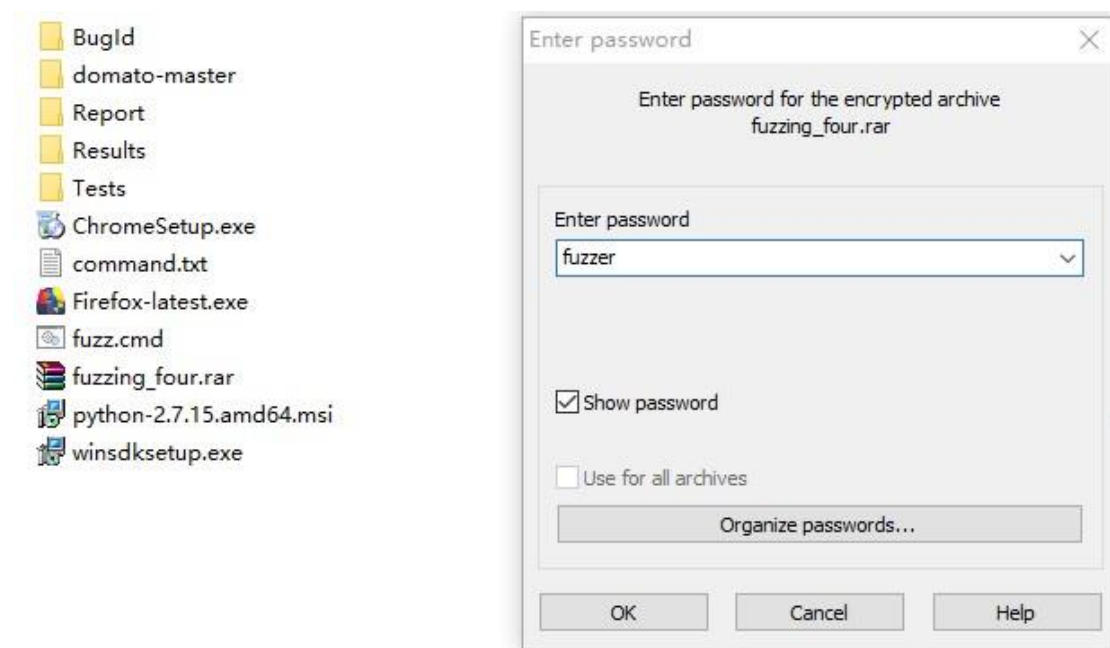 BugId
domato-master
Report
Results
Tests
ChromeSetup.exe
command.txt
Firefox-latest.exe
fuzz.cmd
fuzzing_four.rar
python-2.7.15.amd64.msi
winsdksetup.exe
Enter password
Enter password for the encrypted archive
fuzzing_four.rar
Enter password
fuzzer
Show password
Use for all archives
Organize passwords...
OK
Cancel
Help